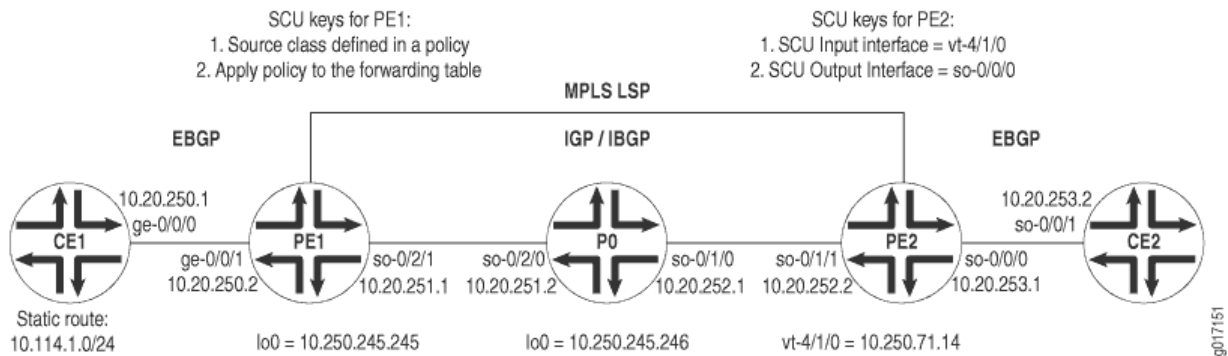 SCU keys for PE1:
1. Source class defined in a policy
2. Apply policy to the forwarding table
SCU keys for PE2:
1. SCU Input interface = vt-4/1/0
2. SCU Output Interface = so-0/0/0
MPLS LSP
EBGP
IGP / IBGP
EBGP
10.20.250.1
ge-0/0/0
CE1
ge-0/0/1
10.20.250.2
PE1
so-0/2/1
10.20.251.1
so-0/2/0
10.20.251.2
P0
so-0/1/0
10.20.252.1
so-0/1/1
10.20.252.2
PE2
so-0/0/0
10.20.253.1
10.20.253.2
so-0/0/1
CE2
Static route:
10.114.1.0/24
lo0 = 10.250.245.245
lo0 = 10.250.245.246
vt-4/1/0 = 10.250.71.14
g017151